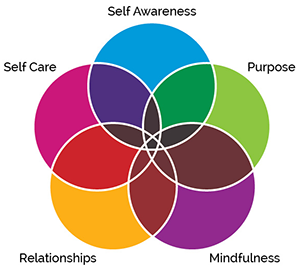 Self Awareness
Self Care
Purpose
Relationships
Mindfulness